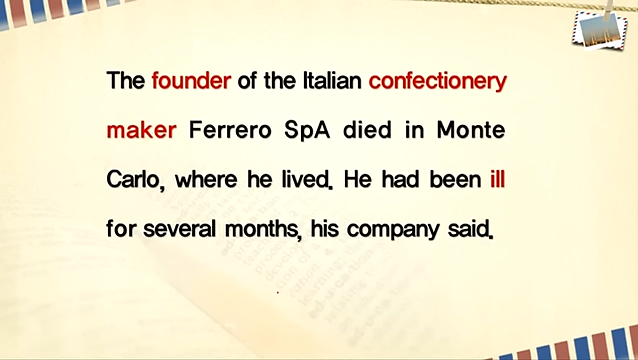 The founder of the Italian confectionery
maker Ferrero SpA died in Monte
Carlo, where he lived. He had been ill
for several months, his company said.